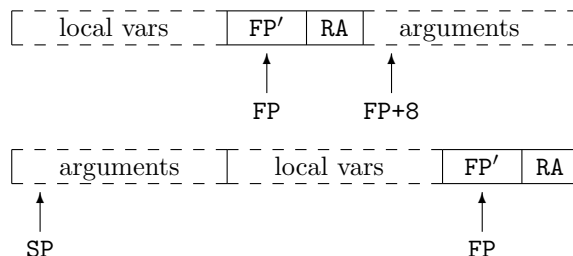 local vars FP′ RA arguments
FP FP+8
arguments local vars FP′ RA
SP FP